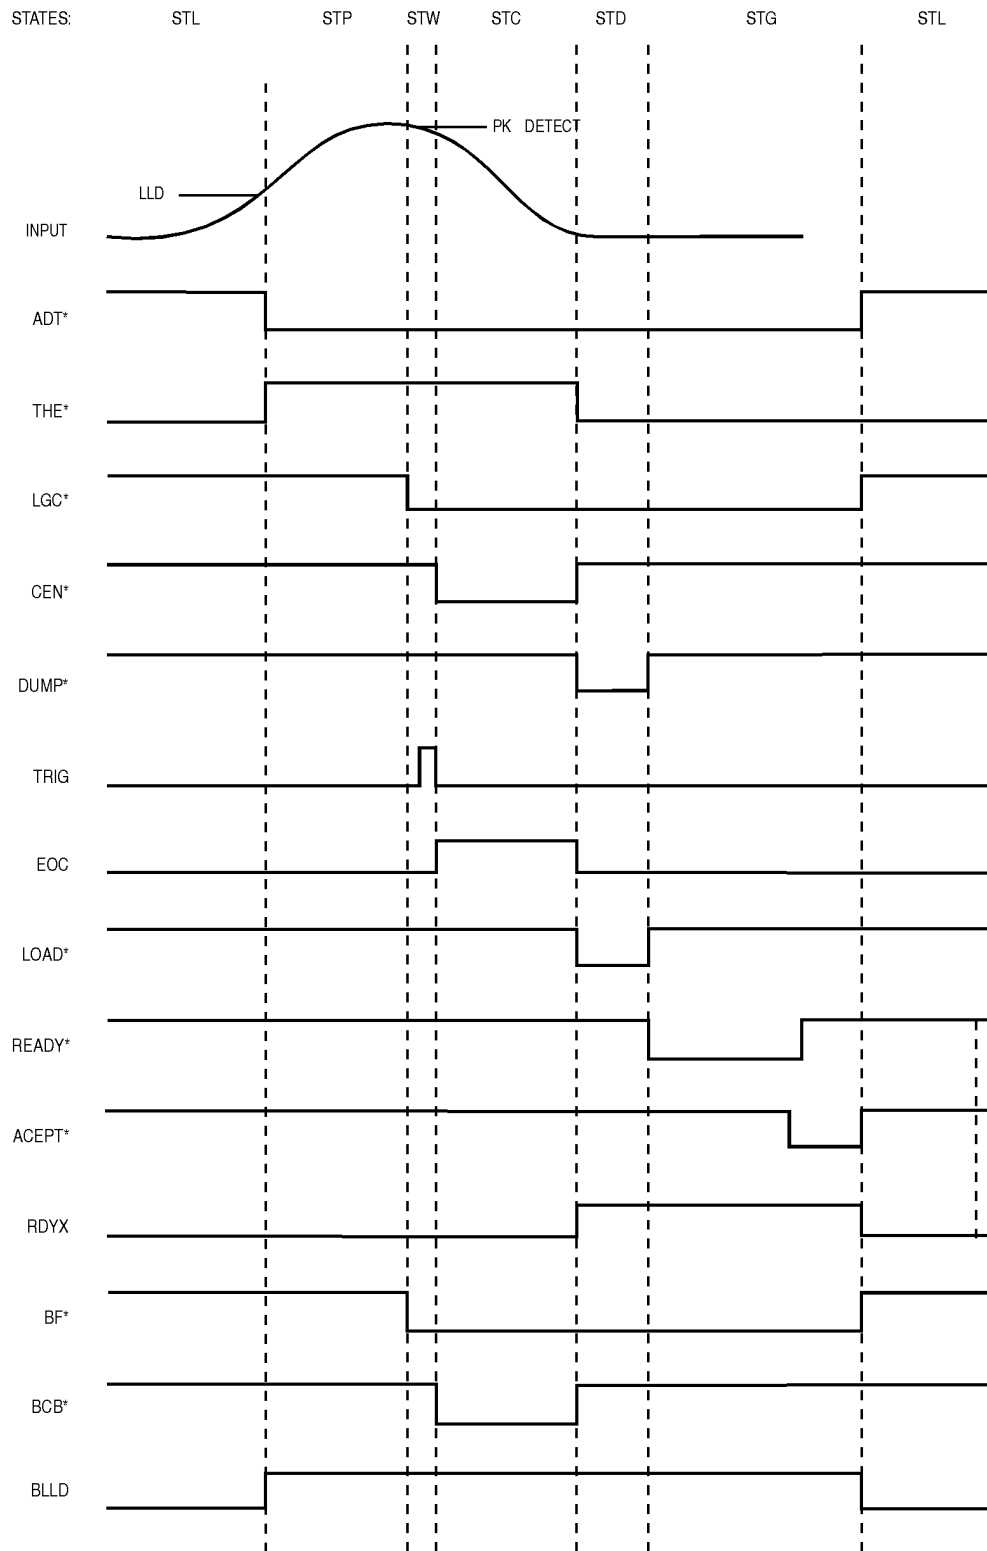 STATES: STL STP STW STC STD STG STL
PK DETECT
LLD
INPUT
ADT*
THE*
LGC*
CEN*
DUMP*
TRIG
EOC
LOAD*
READY*
ACEPT*
RDYX
BF*
BCB*
BLLD